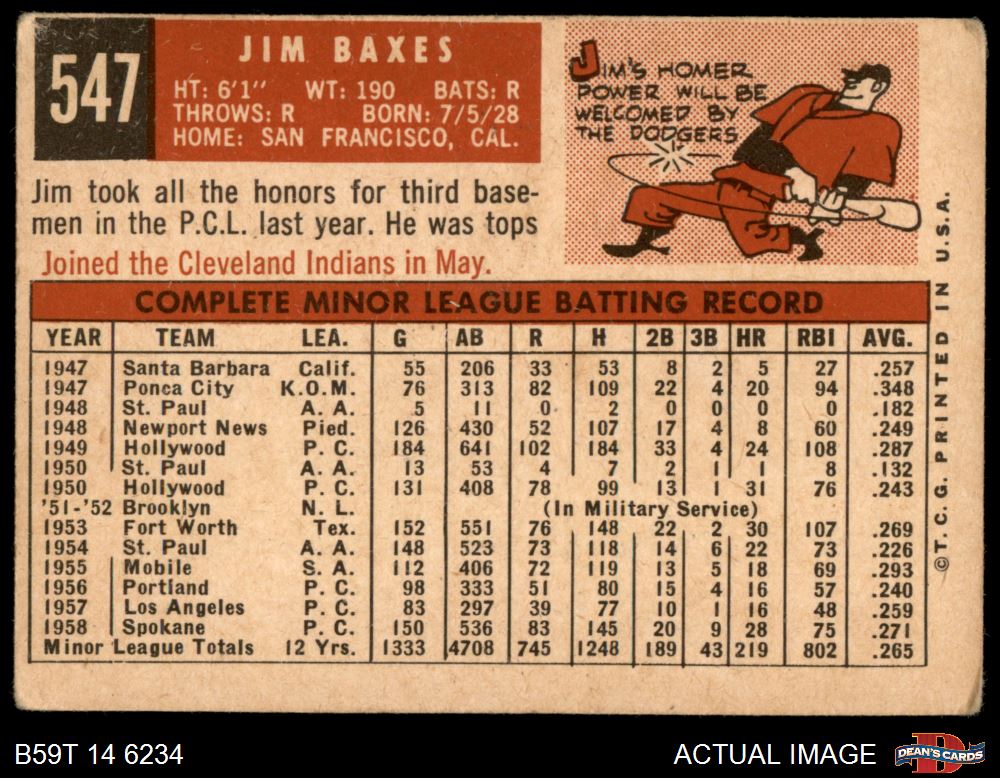 547
JIM BAXES
HT: 6'1" WT: 190 BATS: R
THROWS: R BORN: 7/5/28
HOME: SAN FRANCISCO, CAL.
JIM'S HOMER
POWER WILL BE
WELCOMED BY
THE DODGERS
Jim took all the honors for third base-
men in the P.C.L. last year. He was tops
Joined the Cleveland Indians in May.
COMPLETE MINOR LEAGUE BATTING RECORD
YEAR TEAM LEA. G AB R H 2B 3B HR RBI AVG.
1947 Santa Barbara Calif. 55 206 33 53 8 2 5 27 .257
1947 Ponca City K.O.M. 76 313 82 109 22 4 20 94 .348
1948 St. Paul A. A. 5 11 0 2 0 0 0 0 .182
1948 Newport News Pied. 126 430 52 107 17 4 8 60 .249
1949 Hollywood P. C. 184 641 102 184 33 4 24 108 .287
1950 St. Paul A. A. 13 53 4 7 2 1 1 8 .132
1950 Hollywood P. C. 131 408 78 99 13 1 31 76 .243
'51-'52 Brooklyn N. L. (In Military Service)
1953 Fort Worth Tex. 152 551 76 148 22 2 30 107 .269
1954 St. Paul A. A. 148 523 73 118 14 6 22 73 .226
1955 Mobile S. A. 112 406 72 119 13 5 18 69 .293
1956 Portland P. C. 98 333 51 80 15 4 16 57 .240
1957 Los Angeles P. C. 83 297 39 77 10 1 16 48 .259
1958 Spokane P. C. 150 536 83 145 20 9 28 75 .271
Minor League Totals 12 Yrs. 1333 4708 745 1248 189 43 219 802 .265
©T.C.G. PRINTED IN U.S.A.
B59T 14 6234
ACTUAL IMAGE
DEAN'S CARDS